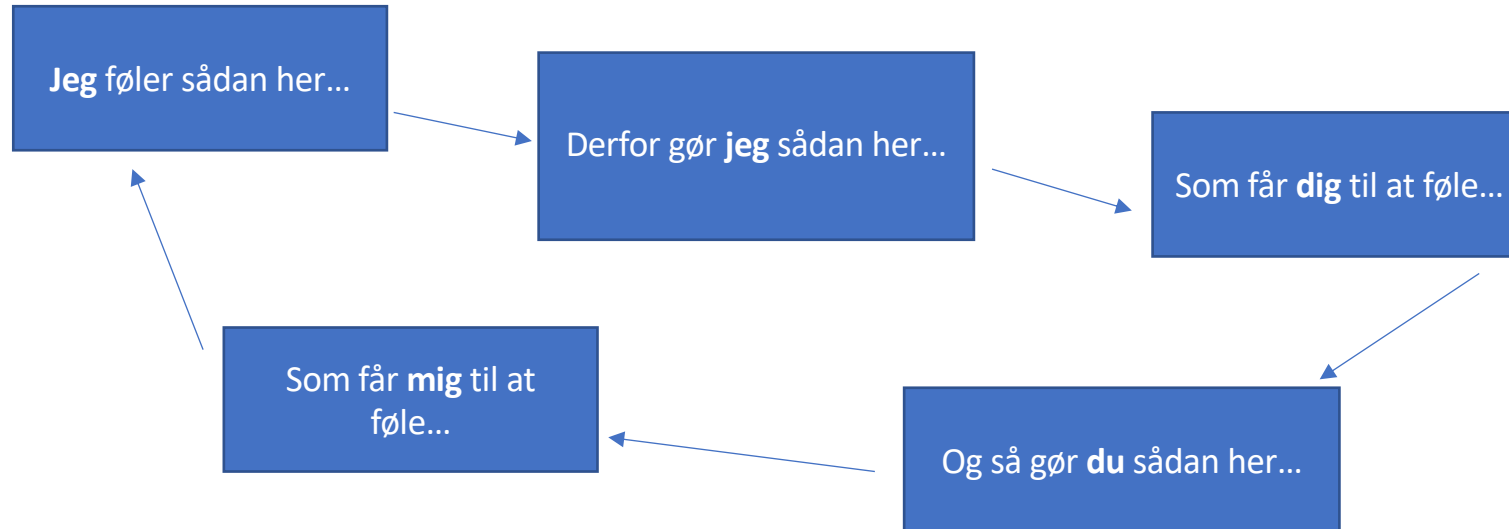 Jeg føler sådan her...
Derfor gør jeg sådan her...
Som får dig til at føle...
Og så gør du sådan her...
Som får mig til at
føle...